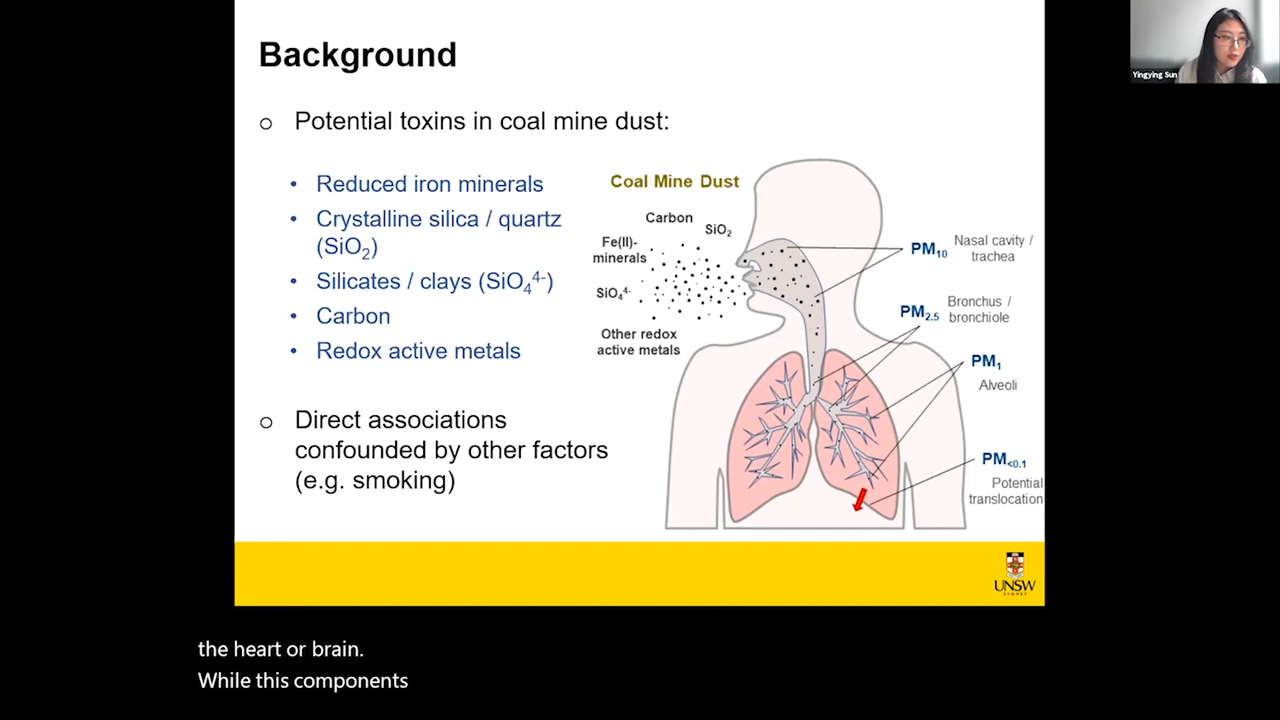 Background
Yingying Sun
○ Potential toxins in coal mine dust:
• Reduced iron minerals
• Crystalline silica / quartz
(SiO₂)
• Silicates / clays (SiO₄⁴⁻)
• Carbon
• Redox active metals
○ Direct associations
confounded by other factors
(e.g. smoking)
Coal Mine Dust
Carbon
SiO₂
Fe(II)-
minerals
SiO₄⁴⁻
Other redox
active metals
PM₁₀
Nasal cavity /
trachea
PM₂.₅
Bronchus /
bronchiole
PM₁
Alveoli
PM<₀.₁
Potential
translocation
UNSW
SYDNEY
the heart or brain.
While this components